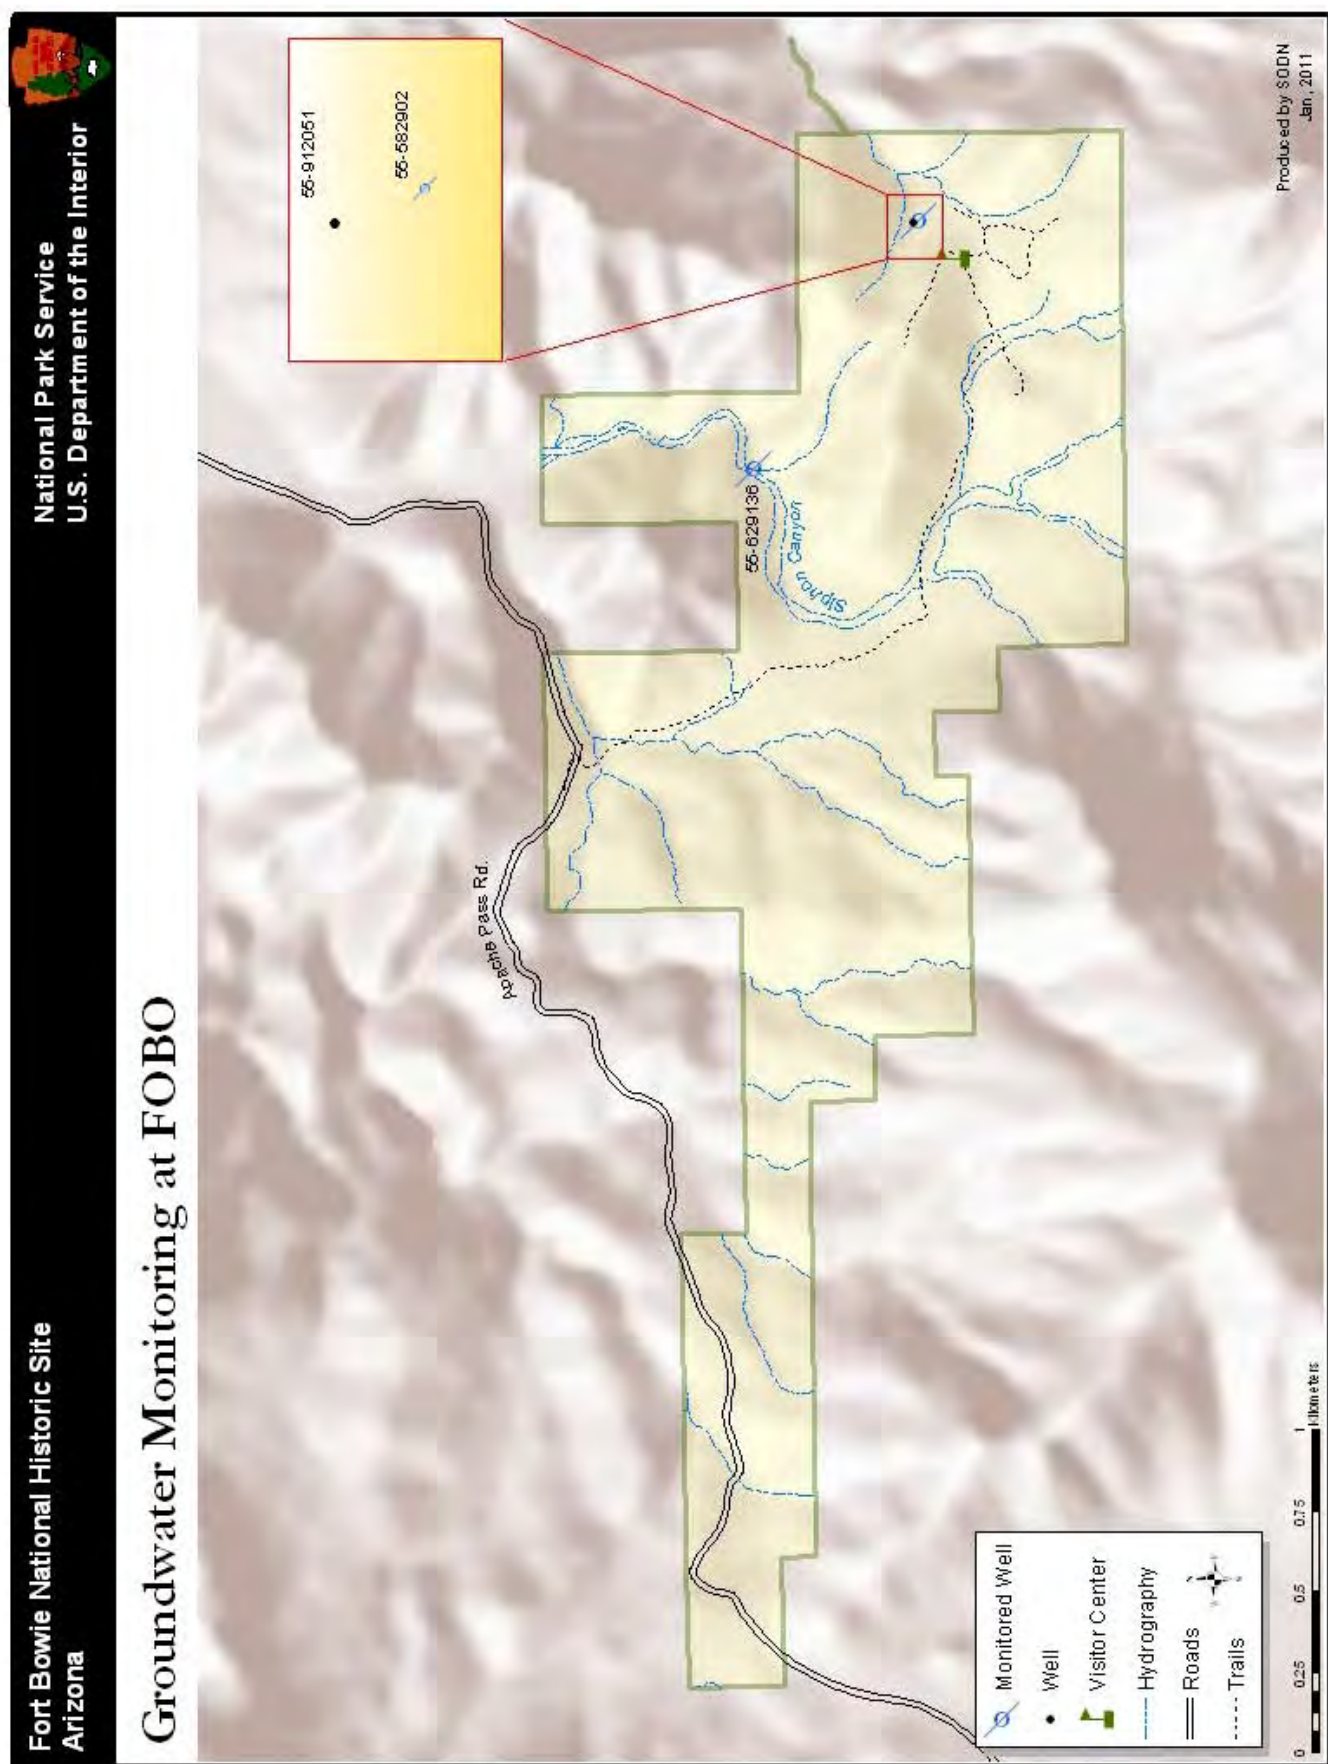 Fort Bowie National Historic Site
Arizona
National Park Service
U.S. Department of the Interior
Groundwater Monitoring at FOBO
55-912051
55-582902
Apache Pass Rd.
55-629136
Siphon Canyon
Monitored Well
Well
Visitor Center
Hydrography
Roads
Trails
0 0.25 0.5 0.75 1
Kilometers
Produced by SODN
Jan, 2011